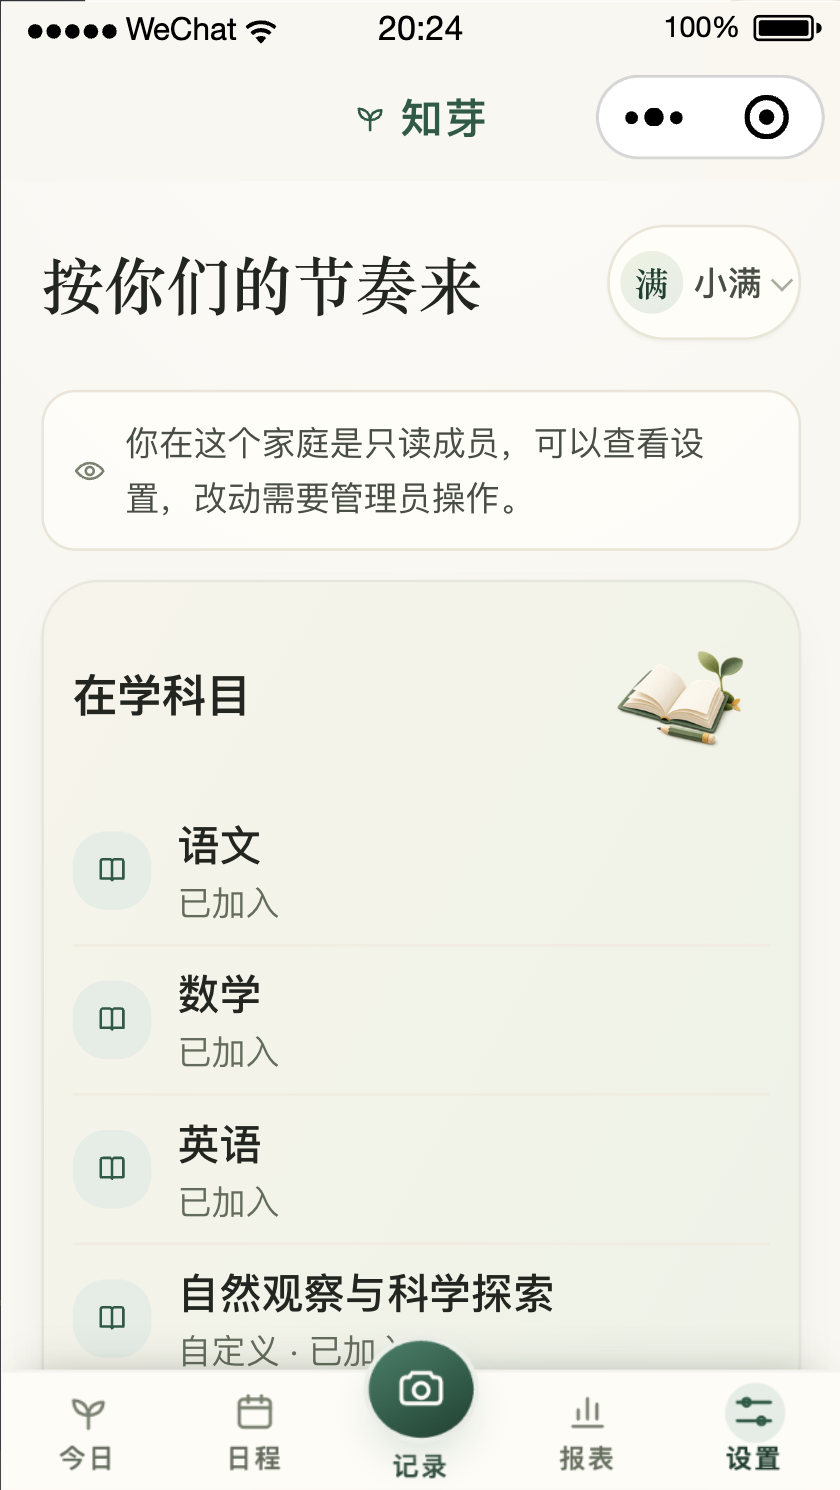 WeChat 20:24 100%
知芽
按你们的节奏来
满 小满
你在这个家庭是只读成员，可以查看设
置，改动需要管理员操作。
在学科目
语文
已加入
数学
已加入
英语
已加入
自然观察与科学探索
自定义 · 已加
今日 日程 记录 报表 设置